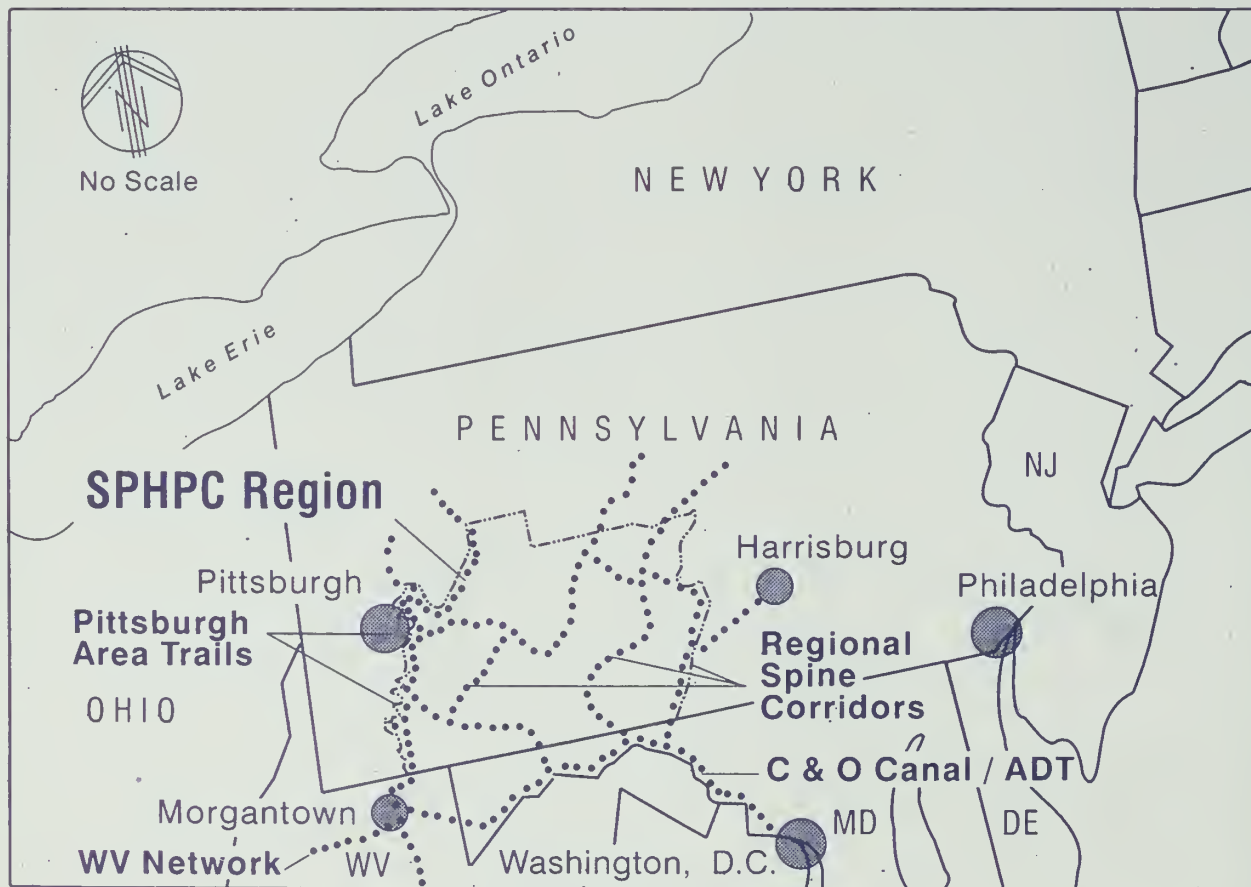 Lake Ontario
No Scale
NEW YORK
Lake Erie
PENNSYLVANIA
NJ
SPHPC Region
Harrisburg
Pittsburgh
Philadelphia
Pittsburgh
Area Trails
Regional
Spine
Corridors
OHIO
C & O Canal / ADT
Morgantown
MD
DE
WV Network
WV
Washington, D.C.